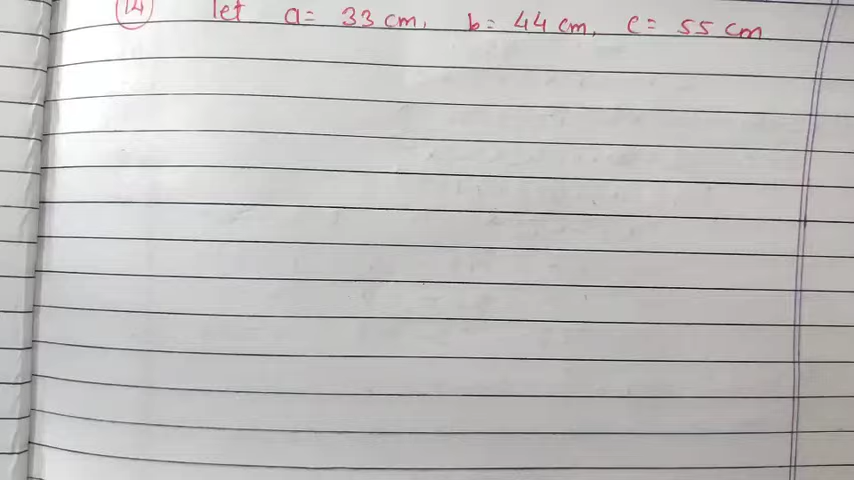 14 let a= 33 cm, b= 44 cm, c= 55 cm